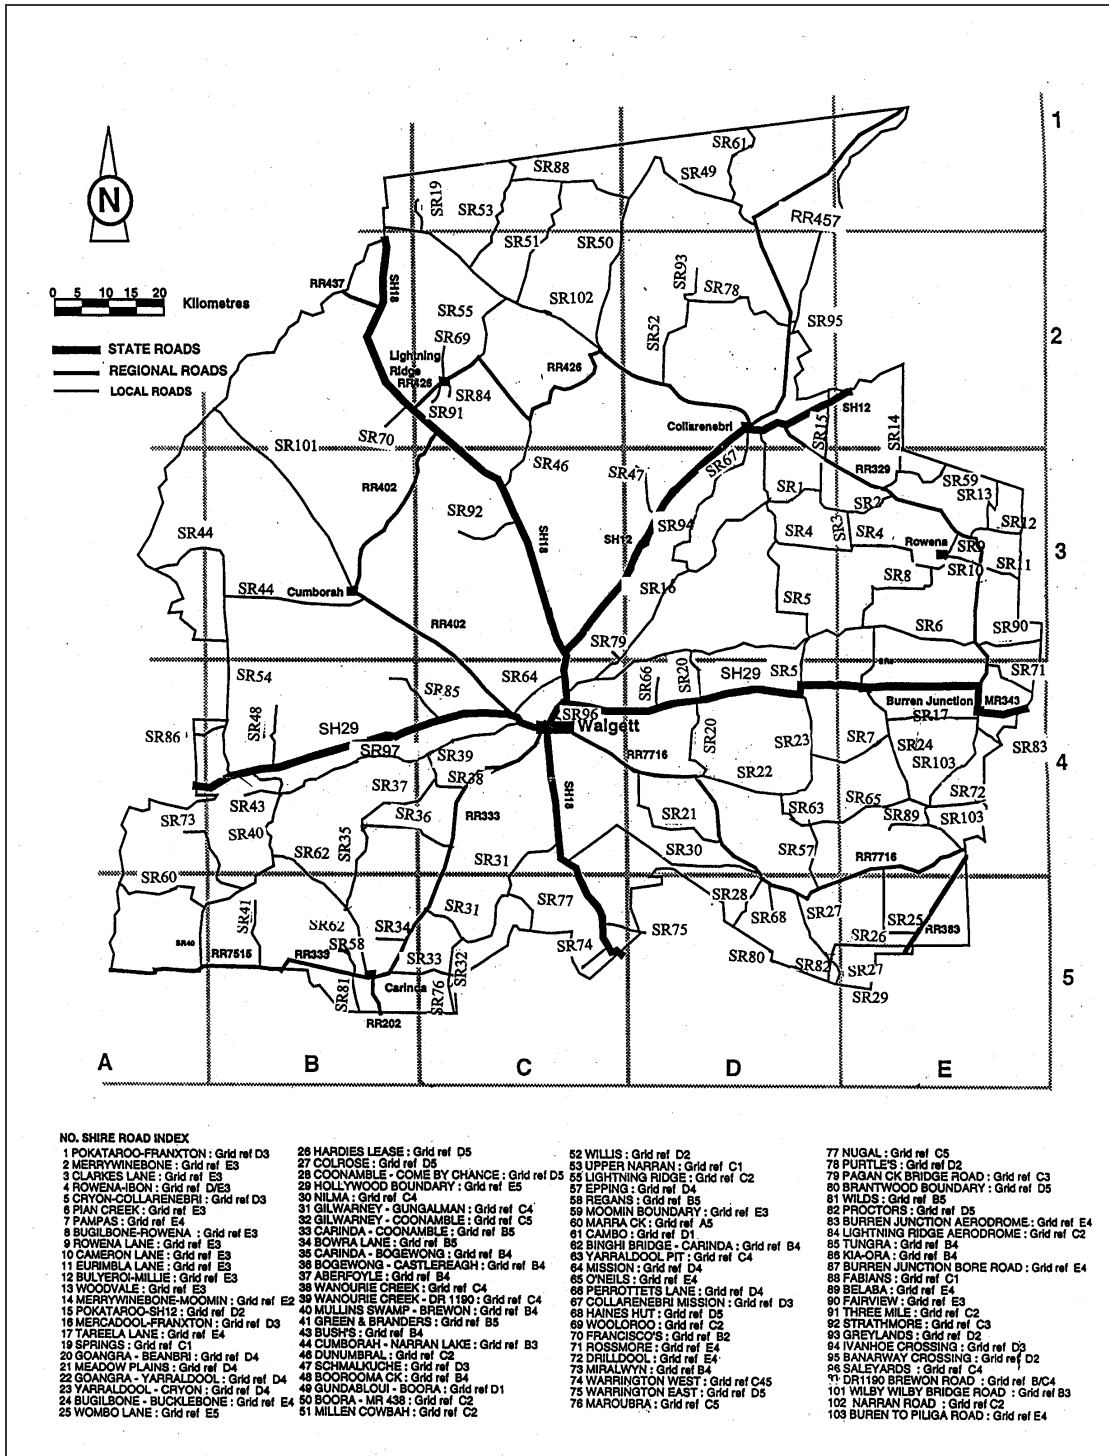 1
SR61
SR88
SR49
SR19
SR53
N
RR457
SR51
SR50
SR93
RR437
SH18
SR78
0 5 10 15 20
Kilometres
SR102
SR55
SR95
SR52
2
SR69
STATE ROADS
Lightning
Ridge
RR426
RR426
REGIONAL ROADS
LOCAL ROADS
SR84
SR91
SH12
Collarenebri
SR15
SR14
SR70
SR101
SR46
SR67
SR47
RR329
SR59
RR402
SR1
SR13
SR2
SR92
SR94
SR12
SR44
SH18
SH12
SR4
SR3
SR4
Rowena
SR9
3
SR11
SR10
SR8
SR44
Cumborah
SR16
SR5
RR402
SR6
SR90
SR79
SR54
SR64
SR66
SR20
SH29
SR5
SR71
SR85
Burren Junction
MR343
SR48
SR96
SR17
SH29
Walgett
SR86
SR20
SR23
SR7
SR24
SR83
SR97
SR39
RR7716
SR103
4
SR38
SR22
SR37
SH18
SR72
SR43
SR63
SR65
SR36
RR333
SR21
SR89
SR103
SR73
SR40
SR35
SR62
SR30
SR57
SR31
RR7716
SR60
SR28
SR77
SR41
SR31
SR68
SR27
SR25
SR62
SR34
SR75
RR383
SR26
SR40
SR58
SR74
RR7515
RR333
SR33
SR32
SR80
SR82
SR27
5
Carinda
SR81
SR76
SR29
RR202
A B C D E
NO. SHIRE ROAD INDEX
1 POKATAROO-FRANXTON : Grid ref D3
2 MERRYWINEBONE : Grid ref E3
3 CLARKES LANE : Grid ref E3
4 ROWENA-IBON : Grid ref D/E3
5 CRYON-COLLARENEBRI : Grid ref D3
6 PIAN CREEK : Grid ref E3
7 PAMPAS : Grid ref E4
8 BUGILBONE-ROWENA : Grid ref E3
9 ROWENA LANE : Grid ref E3
10 CAMERON LANE : Grid ref E3
11 EURIMBLA LANE : Grid ref E3
12 BULYEROI-MILLIE : Grid ref E3
13 WOODVALE : Grid ref E3
14 MERRYWINEBONE-MOOMIN : Grid ref E2
15 POKATAROO-SH12 : Grid ref D2
16 MERCADOOL-FRANXTON : Grid ref D3
17 TAREELA LANE : Grid ref E4
19 SPRINGS : Grid ref C1
20 GOANGRA - BEANBRI : Grid ref D4
21 MEADOW PLAINS : Grid ref D4
22 GOANGRA - YARRALDOOL : Grid ref D4
23 YARRALDOOL - CRYON : Grid ref D4
24 BUGILBONE - BUCKLEBONE : Grid ref E4
25 WOMBO LANE : Grid ref E5
26 HARDIES LEASE : Grid ref D5
27 COLROSE : Grid ref D5
28 COONAMBLE - COME BY CHANCE : Grid ref D5
29 HOLLYWOOD BOUNDARY : Grid ref E5
30 NILMA : Grid ref C4
31 GILWARNEY - GUNGALMAN : Grid ref C4
32 GILWARNEY - COONAMBLE : Grid ref C5
33 CARINDA - COONAMBLE : Grid ref B5
34 BOWRA LANE : Grid ref B5
35 CARINDA - BOGEWONG : Grid ref B4
36 BOGEWONG - CASTLEREAGH : Grid ref B4
37 ABERFOYLE : Grid ref B4
38 WANOURIE CREEK : Grid ref C4
39 WANOURIE CREEK - DR 1190 : Grid ref C4
40 MULLINS SWAMP - BREWON : Grid ref B4
41 GREEN & BRANDERS : Grid ref B5
43 BUSH'S : Grid ref B4
44 CUMBORAH - NARRAN LAKE : Grid ref B3
46 DUNUMBRAL : Grid ref C2
47 SCHMALKUCHE : Grid ref D3
48 BOOROOMA CK : Grid ref B4
49 GUNDABLOUI - BOORA : Grid ref D1
50 BOORA - MR 438 : Grid ref C2
51 MILLEN COWBAH : Grid ref C2
52 WILLIS : Grid ref D2
53 UPPER NARRAN : Grid ref C1
55 LIGHTNING RIDGE : Grid ref C2
57 EPPING : Grid ref D4
58 REGANS : Grid ref B5
59 MOOMIN BOUNDARY : Grid ref E3
60 MARRA CK : Grid ref A5
61 CAMBO : Grid ref D1
62 BINGHI BRIDGE - CARINDA : Grid ref B4
63 YARRALDOOL PIT : Grid ref C4
64 MISSION : Grid ref D4
65 O'NEILS : Grid ref E4
66 PERROTTETS LANE : Grid ref D4
67 COLLARENEBRI MISSION : Grid ref D3
68 HAINES HUT : Grid ref D5
69 WOOLOROO : Grid ref C2
70 FRANCISCO'S : Grid ref B2
71 ROSSMORE : Grid ref E4
72 DRILLDOOL : Grid ref E4
73 MIRALWYN : Grid ref B4
74 WARRINGTON WEST : Grid ref C45
75 WARRINGTON EAST : Grid ref D5
76 MAROUBRA : Grid ref C5
77 NUGAL : Grid ref C5
78 PURTLE'S : Grid ref D2
79 PAGAN CK BRIDGE ROAD : Grid ref C3
80 BRANTWOOD BOUNDARY : Grid ref D5
81 WILDS : Grid ref B5
82 PROCTORS : Grid ref D5
83 BURREN JUNCTION AERODROME : Grid ref E4
84 LIGHTNING RIDGE AERODROME : Grid ref C2
85 TUNGRA : Grid ref B4
86 KIA-ORA : Grid ref B4
87 BURREN JUNCTION BORE ROAD : Grid ref E4
88 FABIANS : Grid ref C1
89 BELABA : Grid ref E4
90 FAIRVIEW : Grid ref E3
91 THREE MILE : Grid ref C2
92 STRATHMORE : Grid ref C3
93 GREYLANDS : Grid ref D2
94 IVANHOE CROSSING : Grid ref D3
95 BANARWAY CROSSING : Grid ref D2
96 SALEYARDS : Grid ref C4
DR1190 BREWON ROAD : Grid ref B/C4
101 WILBY WILBY BRIDGE ROAD : Grid ref B3
102 NARRAN ROAD : Grid ref C2
103 BUREN TO PILIGA ROAD : Grid ref E4